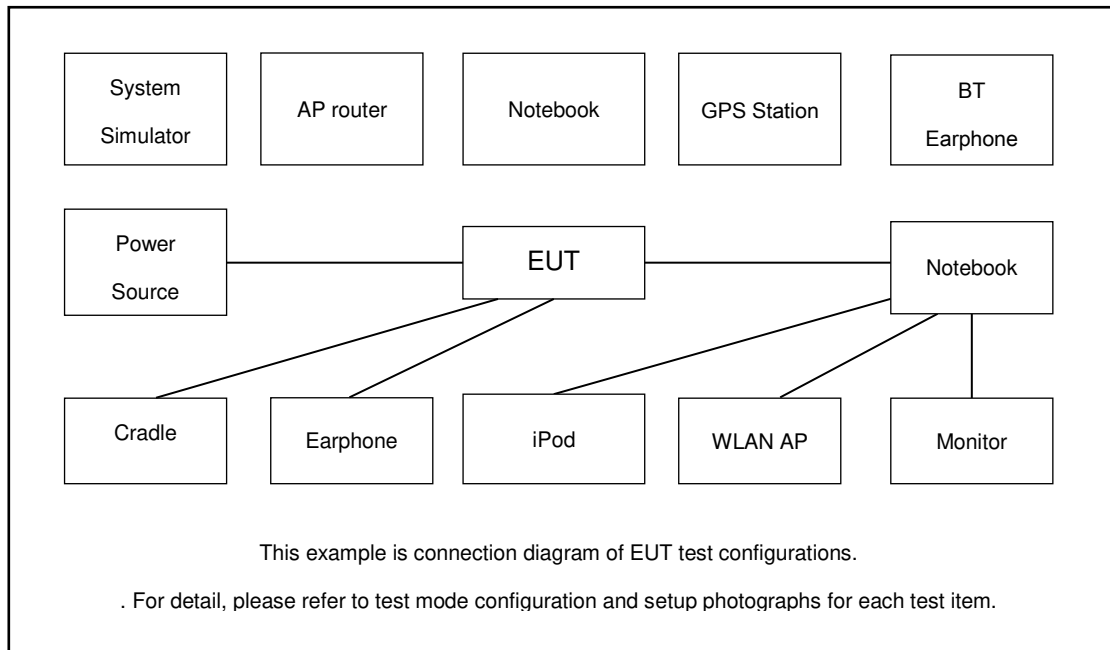 System
Simulator
AP router
Notebook
GPS Station
BT
Earphone
Power
Source
EUT
Notebook
Cradle
Earphone
iPod
WLAN AP
Monitor
This example is connection diagram of EUT test configurations.
. For detail, please refer to test mode configuration and setup photographs for each test item.